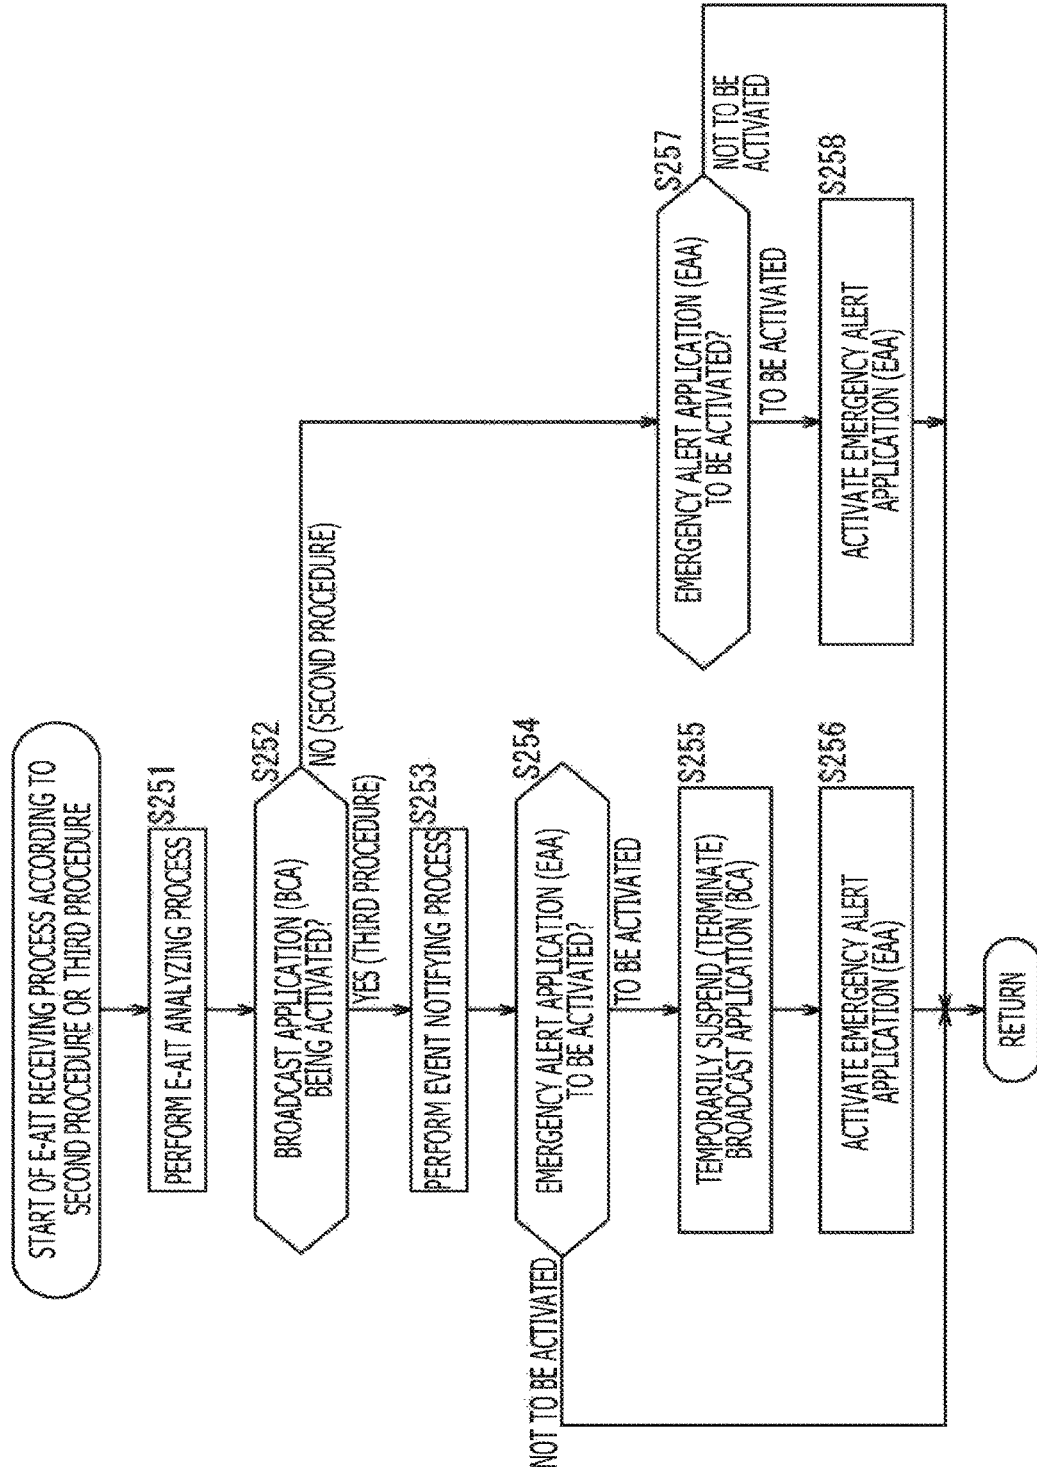 START OF E-AIT RECEIVING PROCESS ACCORDING TO
SECOND PROCEDURE OR THIRD PROCEDURE
S251
PERFORM E-AIT ANALYZING PROCESS
S252
BROADCAST APPLICATION (BCA)
BEING ACTIVATED?
NO (SECOND PROCEDURE)
YES (THIRD PROCEDURE)
S253
PERFORM EVENT NOTIFYING PROCESS
S254
EMERGENCY ALERT APPLICATION (EAA)
TO BE ACTIVATED?
NOT TO BE ACTIVATED
TO BE ACTIVATED
S255
TEMPORARILY SUSPEND (TERMINATE)
BROADCAST APPLICATION (BCA)
S256
ACTIVATE EMERGENCY ALERT
APPLICATION (EAA)
S257
EMERGENCY ALERT APPLICATION (EAA)
TO BE ACTIVATED?
NOT TO BE
ACTIVATED
TO BE ACTIVATED
S258
ACTIVATE EMERGENCY ALERT
APPLICATION (EAA)
RETURN